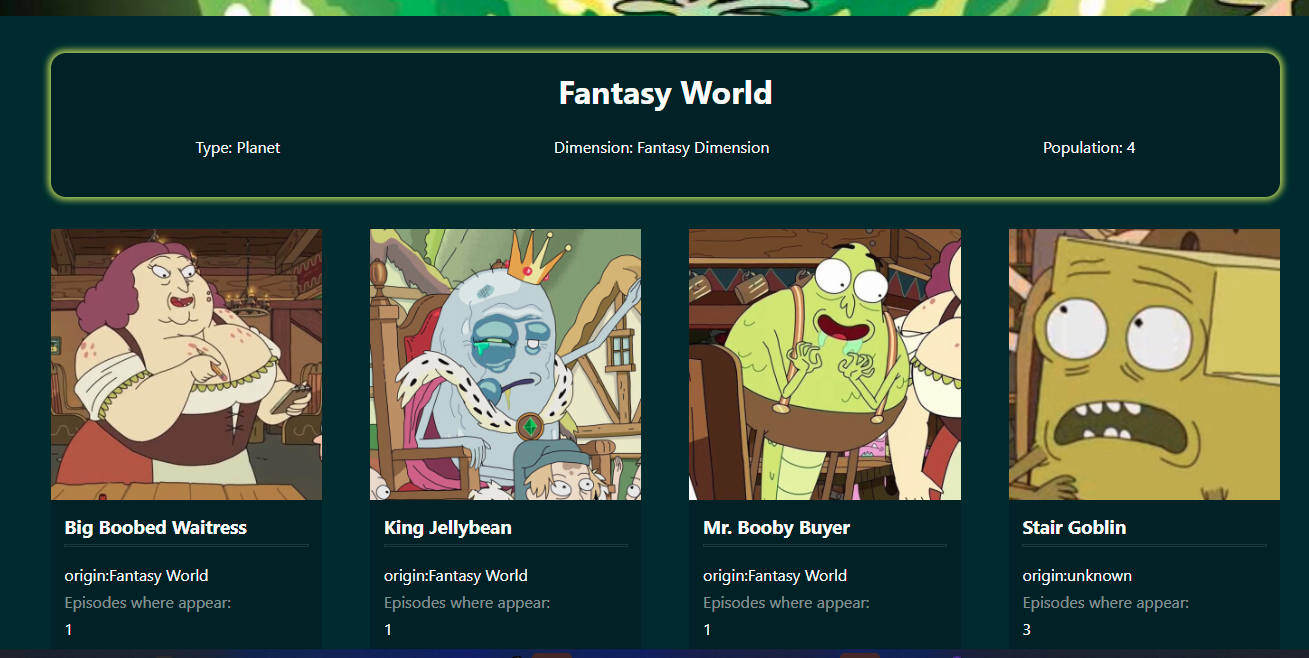 Fantasy World
Type: Planet
Dimension: Fantasy Dimension
Population: 4
Big Boobed Waitress
origin:Fantasy World
Episodes where appear:
1
King Jellybean
origin:Fantasy World
Episodes where appear:
1
Mr. Booby Buyer
origin:Fantasy World
Episodes where appear:
1
Stair Goblin
origin:unknown
Episodes where appear:
3